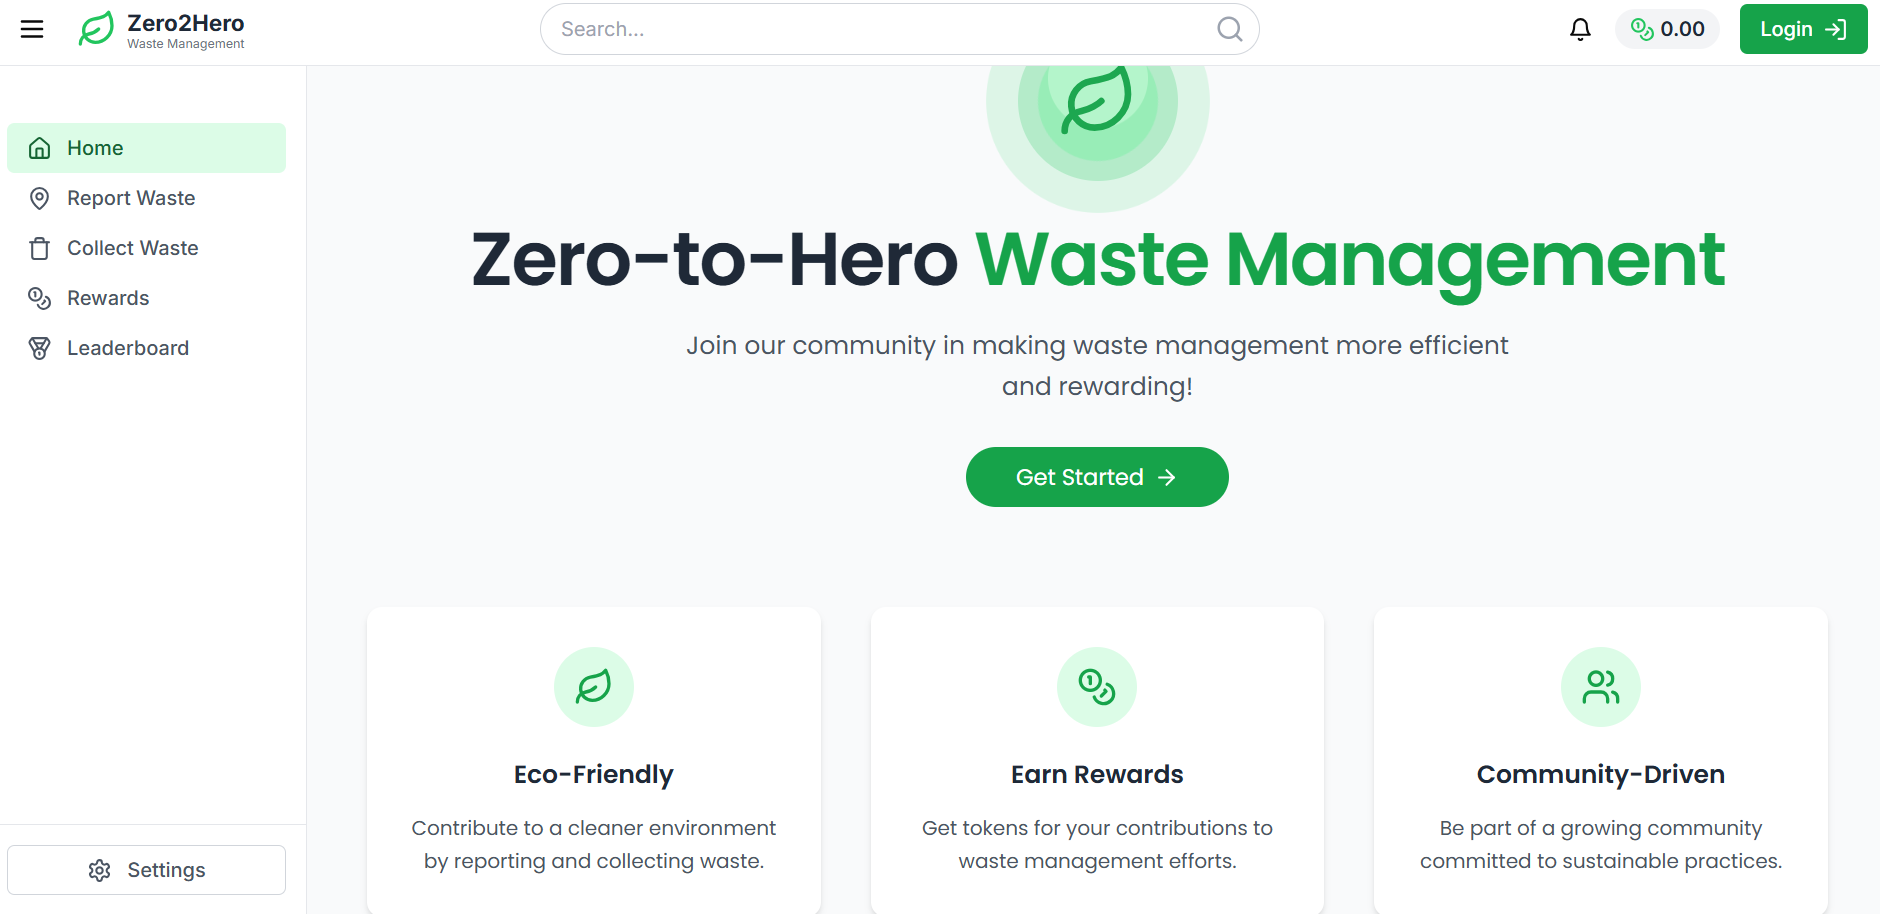 Zero2Hero
Waste Management
Search...
0.00
Login
Home
Report Waste
Collect Waste
Rewards
Leaderboard
Settings
Zero-to-Hero Waste Management
Join our community in making waste management more efficient
and rewarding!
Get Started
Eco-Friendly
Contribute to a cleaner environment
by reporting and collecting waste.
Earn Rewards
Get tokens for your contributions to
waste management efforts.
Community-Driven
Be part of a growing community
committed to sustainable practices.